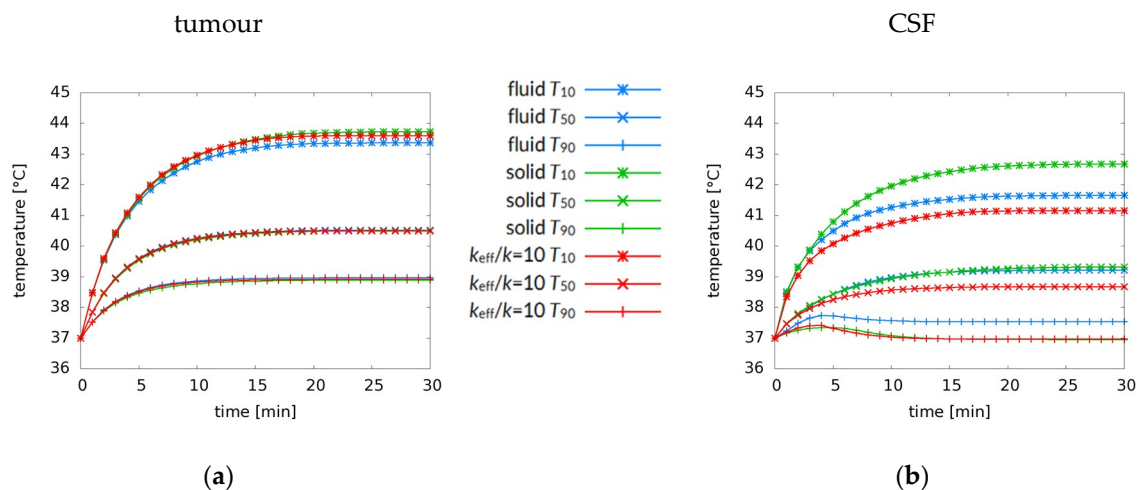 tumour
CSF
45
44
43
42
41
40
39
38
37
36
temperature [°C]
0 5 10 15 20 25 30
time [min]
(a)
fluid T10
fluid T50
fluid T90
solid T10
solid T50
solid T90
keff/k=10 T10
keff/k=10 T50
keff/k=10 T90
45
44
43
42
41
40
39
38
37
36
temperature [°C]
0 5 10 15 20 25 30
time [min]
(b)